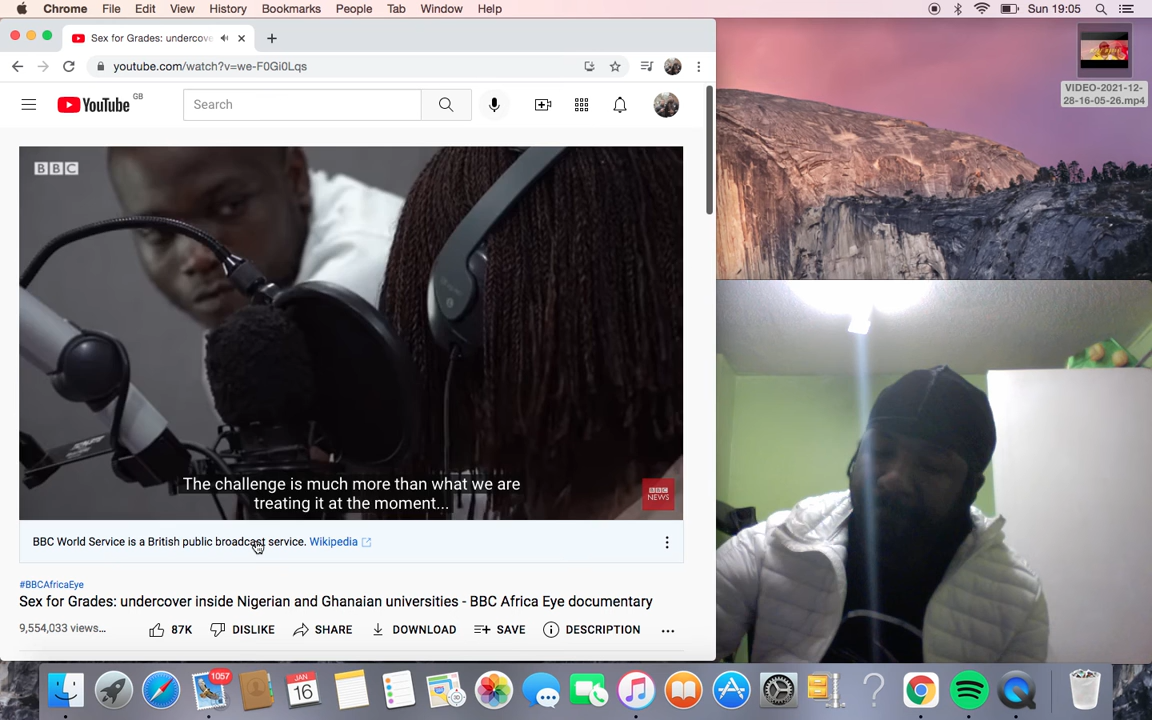 Chrome File Edit View History Bookmarks People Tab Window Help
Sun 19:05
Sex for Grades: undercove
youtube.com/watch?v=we-F0Gi0Lqs
YouTube GB
Search
BBC
The challenge is much more than what we are
treating it at the moment...
BBC
NEWS
BBC World Service is a British public broadcast service. Wikipedia
#BBCAfricaEye
Sex for Grades: undercover inside Nigerian and Ghanaian universities - BBC Africa Eye documentary
9,554,033 views... 87K DISLIKE SHARE DOWNLOAD SAVE DESCRIPTION
VIDEO-2021-12-
28-16-05-26.mp4
1057
JAN
16